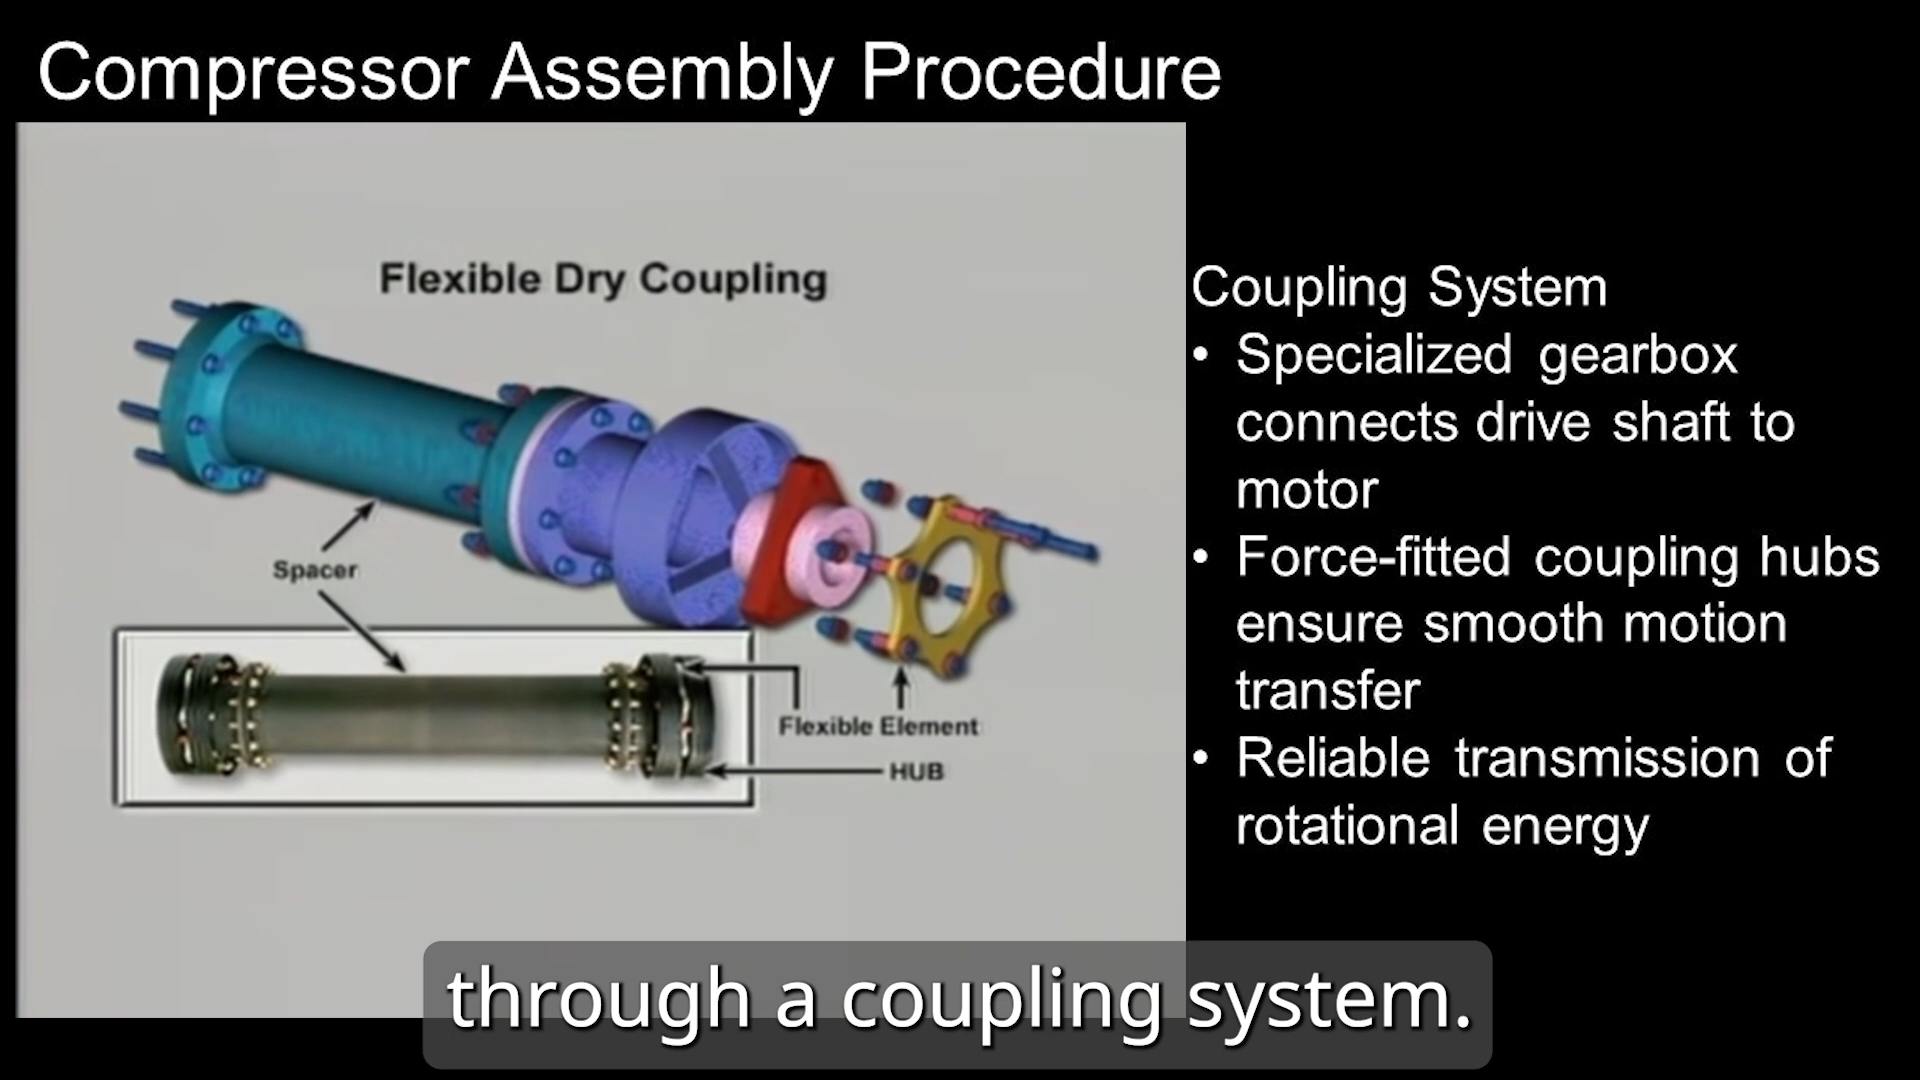 Compressor Assembly Procedure
Flexible Dry Coupling
Spacer
Flexible Element
HUB
Coupling System
• Specialized gearbox
connects drive shaft to
motor
• Force-fitted coupling hubs
ensure smooth motion
transfer
• Reliable transmission of
rotational energy
through a coupling system.